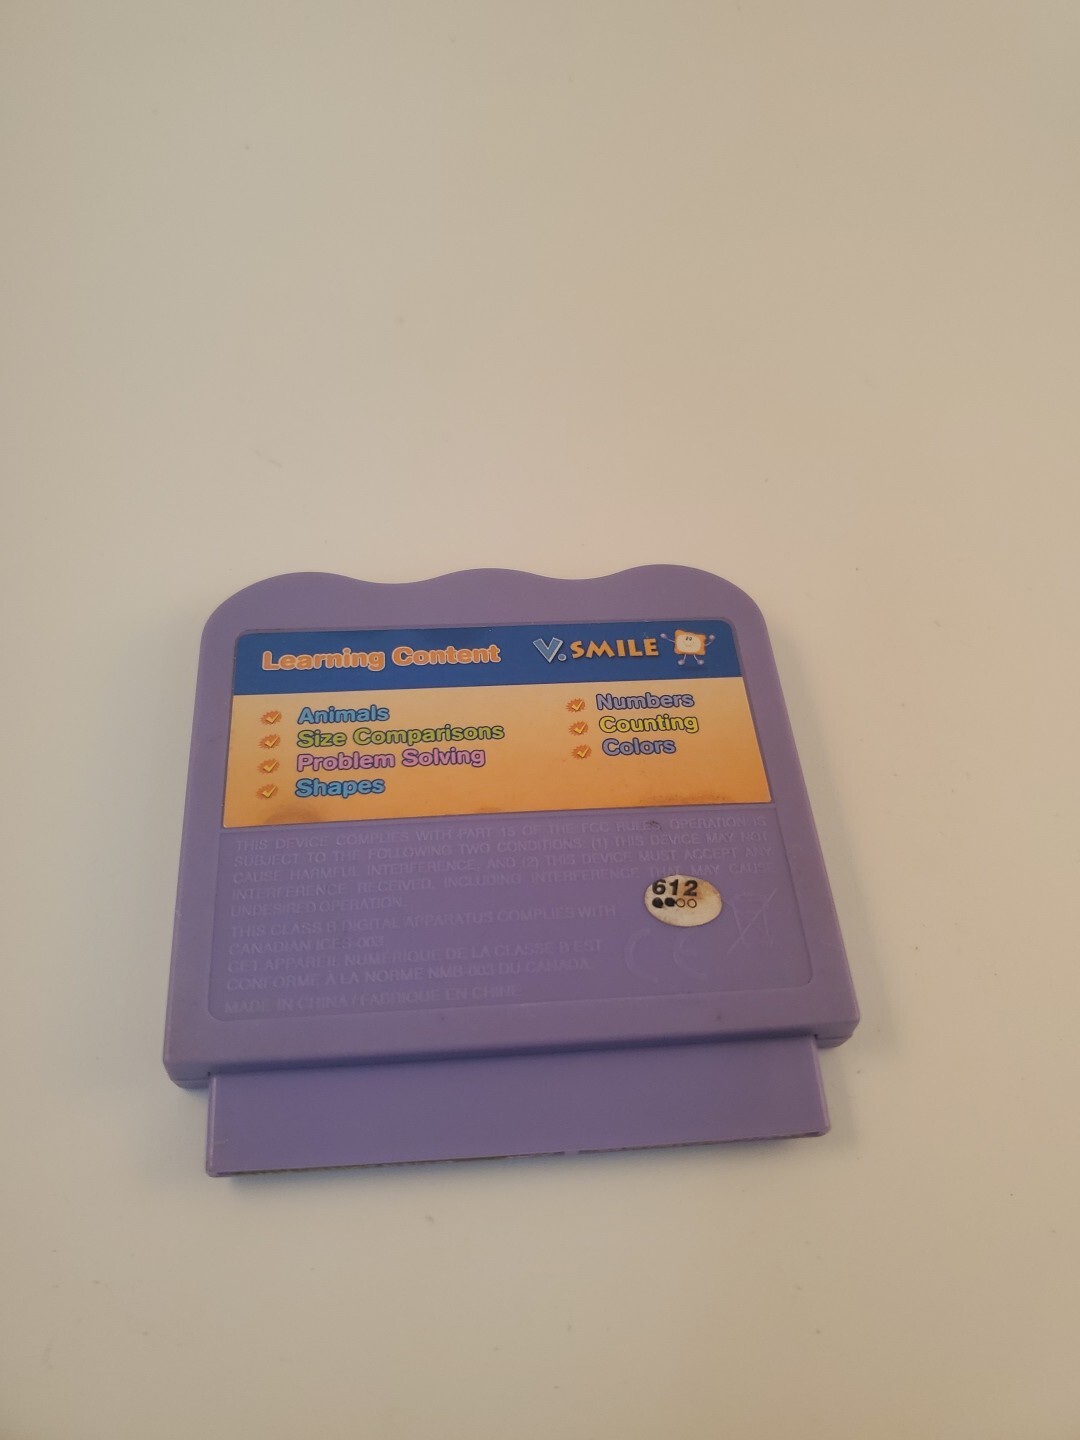 Learning Content
V.SMILE
Animals
Size Comparisons
Problem Solving
Shapes
Numbers
Counting
Colors
THIS DEVICE COMPLIES WITH PART 15 OF THE FCC RULES. OPERATION IS
SUBJECT TO THE FOLLOWING TWO CONDITIONS: (1) THIS DEVICE MAY NOT
CAUSE HARMFUL INTERFERENCE, AND (2) THIS DEVICE MUST ACCEPT ANY
INTERFERENCE RECEIVED, INCLUDING INTERFERENCE THAT MAY CAUSE
UNDESIRED OPERATION.
612
THIS CLASS B DIGITAL APPARATUS COMPLIES WITH
CANADIAN ICES-003
CET APPAREIL NUMÉRIQUE DE LA CLASSE B EST
CONFORME À LA NORME NMB-003 DU CANADA.
CE
MADE IN CHINA / FABRIQUÉ EN CHINE